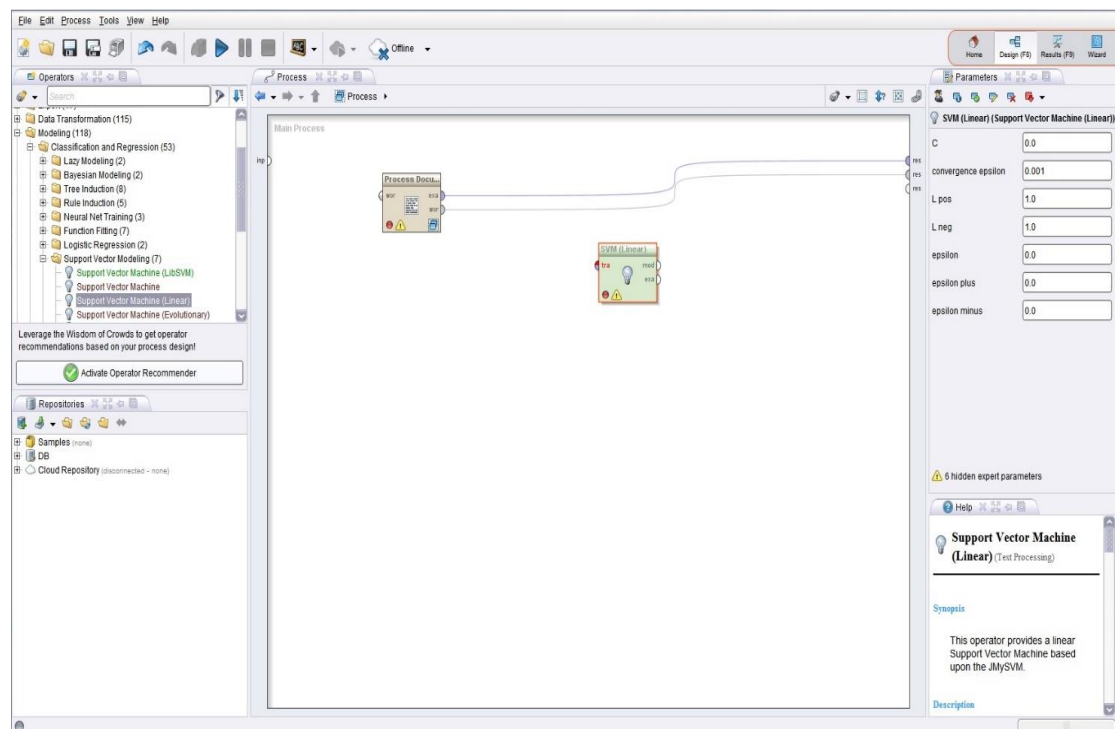 File Edit Process Tools View Help
Offline
Home Design (F8) Results (F9) Wizard
Operators
Search
Data Transformation (115)
Modeling (118)
Classification and Regression (53)
Lazy Modeling (2)
Bayesian Modeling (2)
Tree Induction (8)
Rule Induction (5)
Neural Net Training (3)
Function Fitting (7)
Logistic Regression (2)
Support Vector Modeling (7)
Support Vector Machine (LibSVM)
Support Vector Machine
Support Vector Machine (Linear)
Support Vector Machine (Evolutionary)
Leverage the Wisdom of Crowds to get operator
recommendations based on your process design!
Activate Operator Recommender
Repositories
Samples (none)
DB
Cloud Repository (disconnected - none)
Process
Process
Main Process
inp
Process Docu...
wor exa
wor
SVM (Linear)
tra mod
exa
res
res
res
Parameters
SVM (Linear) (Support Vector Machine (Linear))
C 0.0
convergence epsilon 0.001
L pos 1.0
L neg 1.0
epsilon 0.0
epsilon plus 0.0
epsilon minus 0.0
6 hidden expert parameters
Help
Support Vector Machine
(Linear) (Text Processing)
Synopsis
This operator provides a linear
Support Vector Machine based
upon the JMySVM.
Description